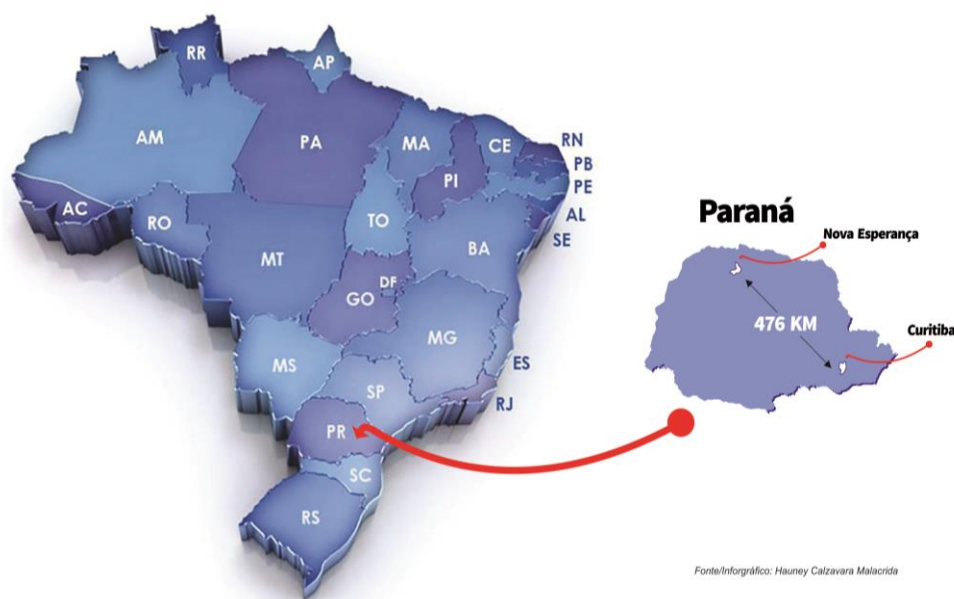 RR
AP
AM
PA
MA
CE
RN
PB
PE
PI
AL
SE
AC
RO
TO
BA
MT
DF
GO
MG
ES
MS
SP
RJ
PR
SC
RS
Paraná
Nova Esperança
476 KM
Curitiba
Fonte/Inforgráfico: Hauney Calzavara Malacrida